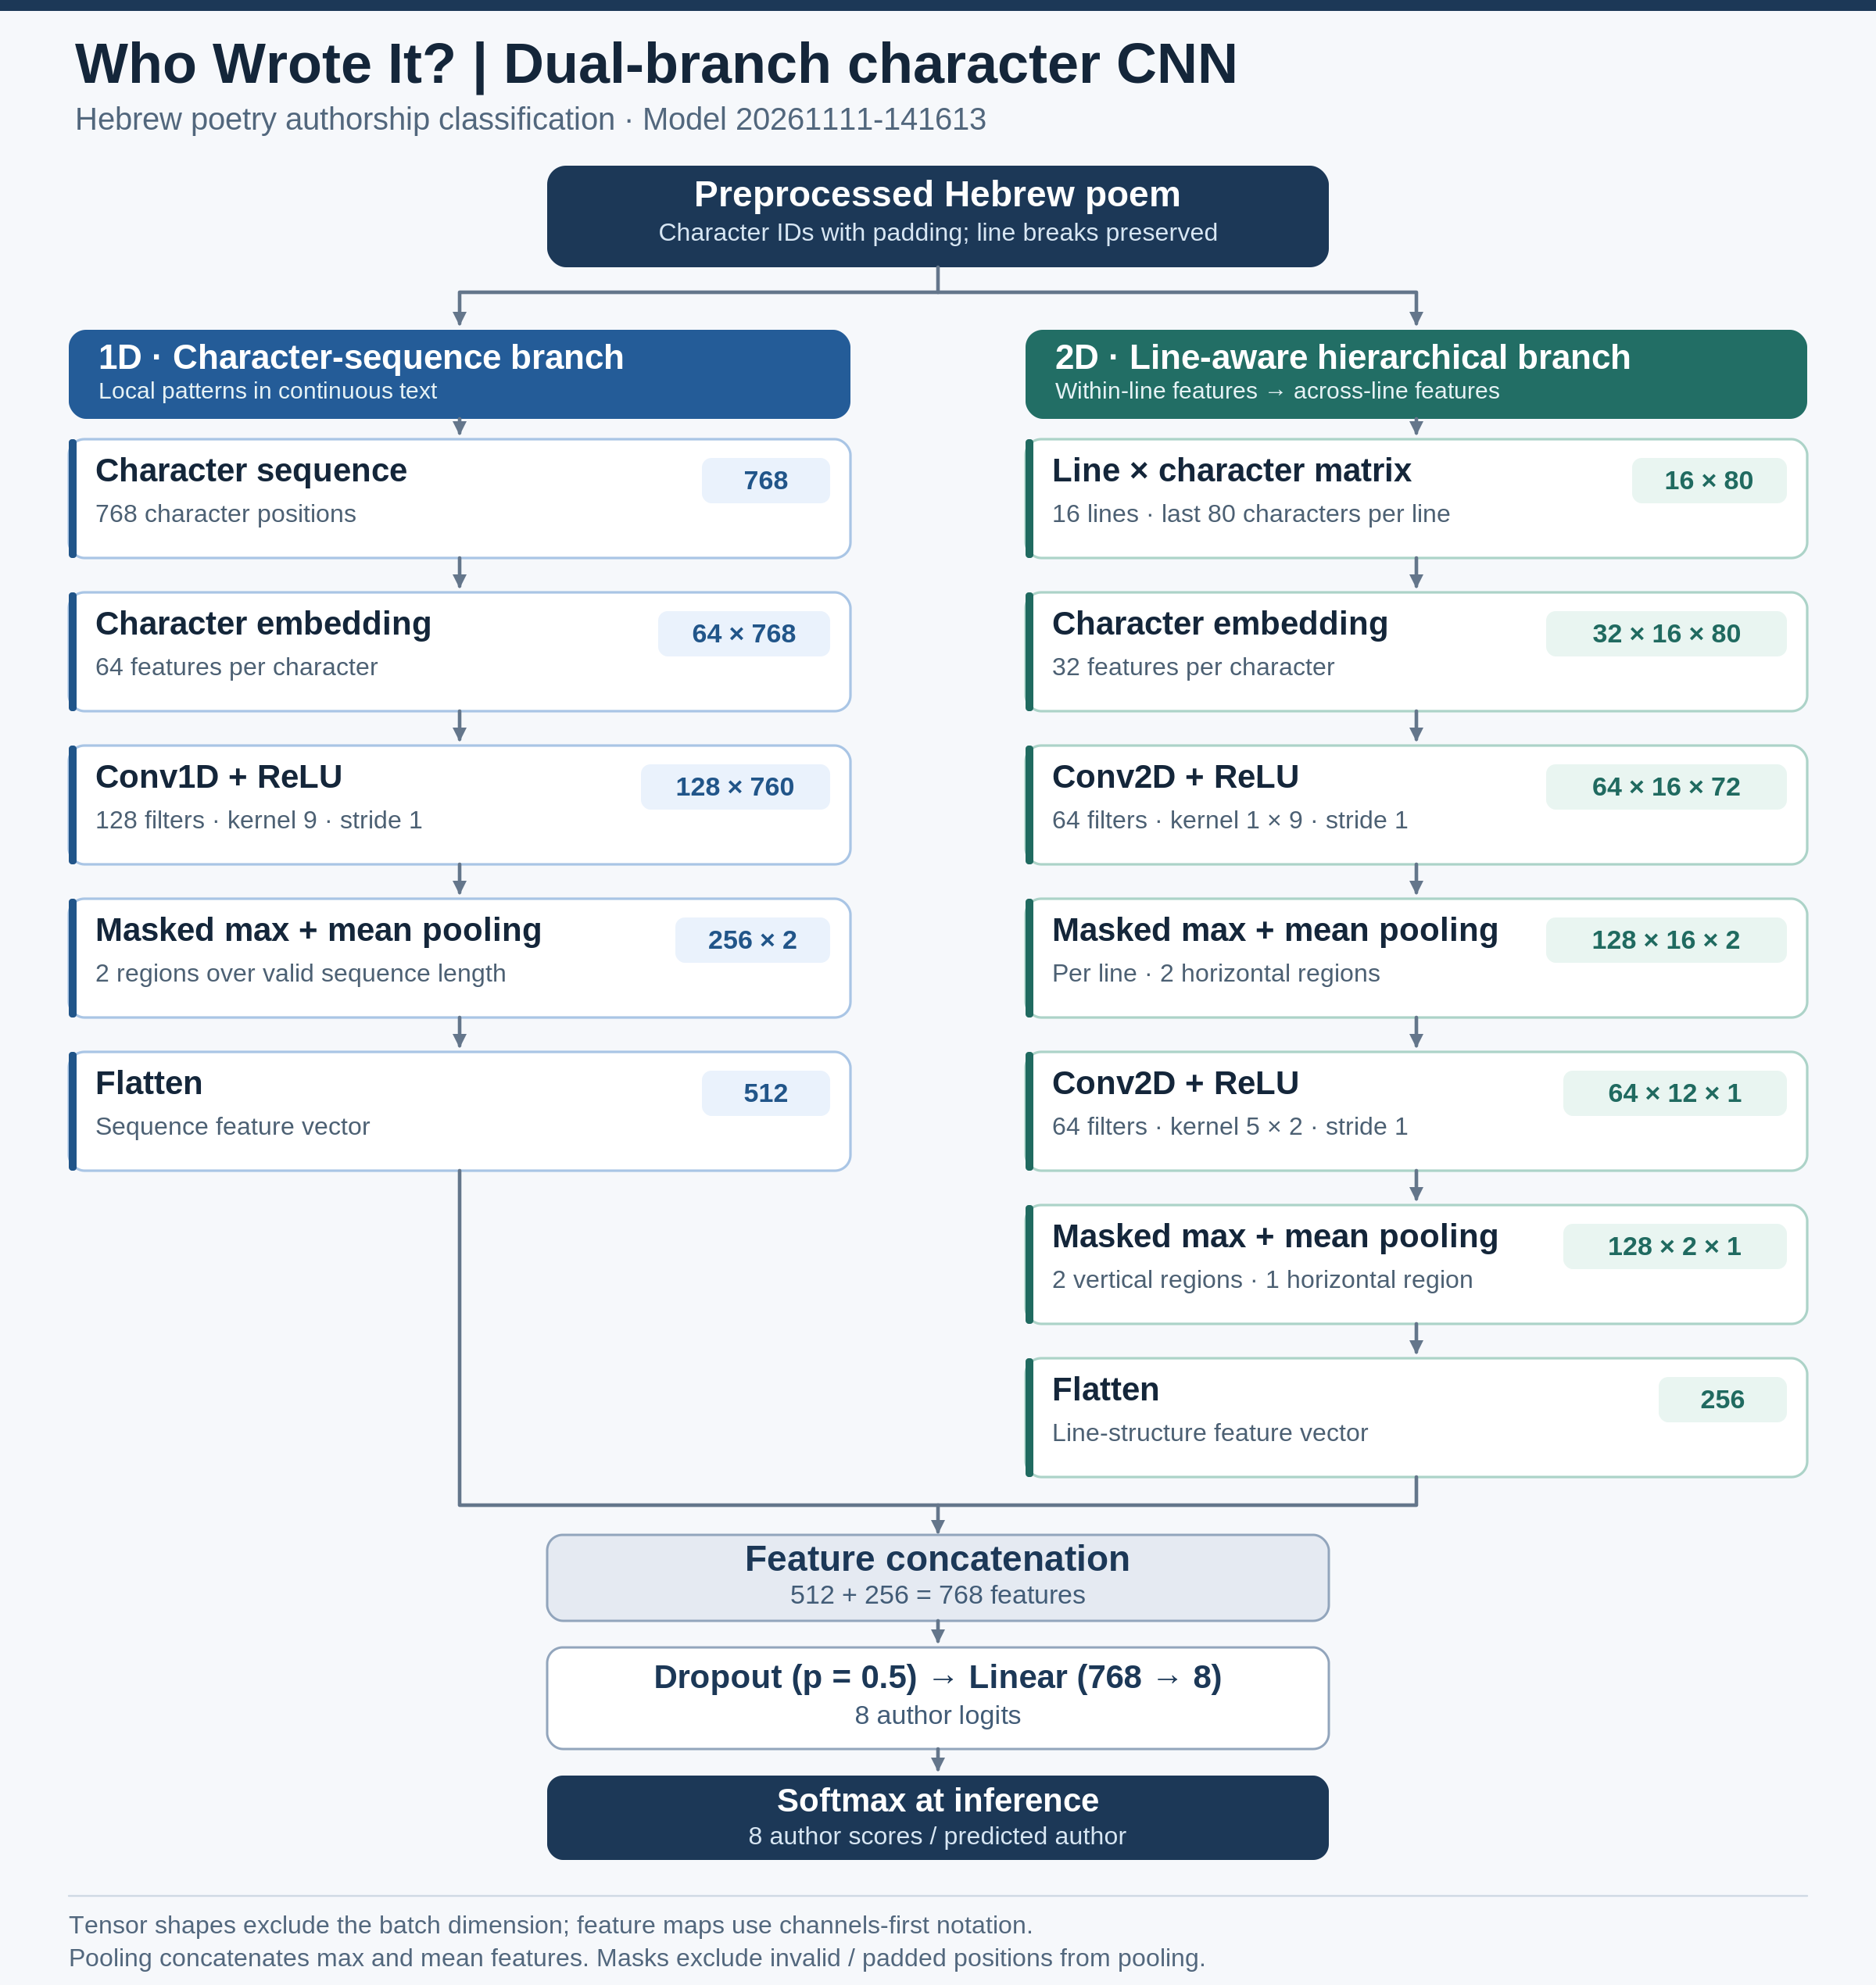 Who Wrote It? | Dual-branch character CNN
Hebrew poetry authorship classification · Model 20261111-141613
Preprocessed Hebrew poem
Character IDs with padding; line breaks preserved
1D · Character-sequence branch
Local patterns in continuous text
Character sequence
768
768 character positions
Character embedding
64 × 768
64 features per character
Conv1D + ReLU
128 × 760
128 filters · kernel 9 · stride 1
Masked max + mean pooling
256 × 2
2 regions over valid sequence length
Flatten
512
Sequence feature vector
2D · Line-aware hierarchical branch
Within-line features → across-line features
Line × character matrix
16 × 80
16 lines · last 80 characters per line
Character embedding
32 × 16 × 80
32 features per character
Conv2D + ReLU
64 × 16 × 72
64 filters · kernel 1 × 9 · stride 1
Masked max + mean pooling
128 × 16 × 2
Per line · 2 horizontal regions
Conv2D + ReLU
64 × 12 × 1
64 filters · kernel 5 × 2 · stride 1
Masked max + mean pooling
128 × 2 × 1
2 vertical regions · 1 horizontal region
Flatten
256
Line-structure feature vector
Feature concatenation
512 + 256 = 768 features
Dropout (p = 0.5) → Linear (768 → 8)
8 author logits
Softmax at inference
8 author scores / predicted author
Tensor shapes exclude the batch dimension; feature maps use channels-first notation.
Pooling concatenates max and mean features. Masks exclude invalid / padded positions from pooling.